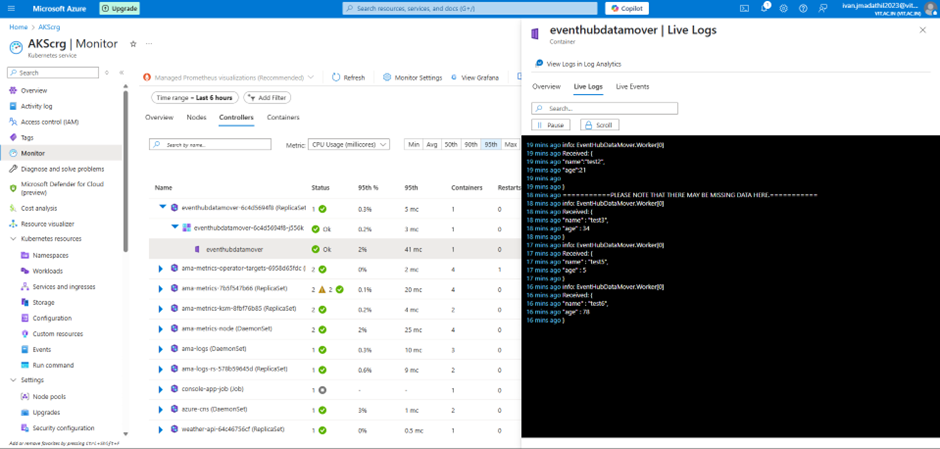 Microsoft Azure
Upgrade
Search resources, services, and docs (G+/)
Copilot
ivan.jmadathil2023@vit...
VIT.AC.IN (VIT.AC.IN)
Home > AKScrg
AKScrg | Monitor
Kubernetes service
Search
Overview
Activity log
Access control (IAM)
Tags
Monitor
Diagnose and solve problems
Microsoft Defender for Cloud
(preview)
Cost analysis
Resource visualizer
Kubernetes resources
Namespaces
Workloads
Services and ingresses
Storage
Configuration
Custom resources
Events
Run command
Settings
Node pools
Upgrades
Security configuration
Add or remove favorites by pressing Ctrl+Shift+F
Managed Prometheus visualizations (Recommended)
Refresh
Monitor Settings
View Grafana
Time range = Last 6 hours
Add Filter
Overview Nodes Controllers Containers
Search by name...
Metric: CPU Usage (millicores)
Min Avg 50th 90th 95th Max
Name Status 95th % 95th Containers Restarts
eventhubdatamover-6c4d5694f8 (ReplicaSet) 1 0.3% 5 mc 1 0
eventhubdatamover-6c4d5694f8-j556k Ok 0.2% 3 mc 1 0
eventhubdatamover Ok 2% 41 mc 1 0
ama-metrics-operator-targets-6958d65fdc 2 0% 2 mc 4 1
ama-metrics-7b5f547b66 (ReplicaSet) 2 2 0.1% 20 mc 4 0
ama-metrics-ksm-8fbf76b85 (ReplicaSet) 2 0.2% 4 mc 2 0
ama-metrics-node (DaemonSet) 2 2% 25 mc 4 0
ama-logs (DaemonSet) 1 0.3% 10 mc 3 0
ama-logs-rs-578b59645d (ReplicaSet) 1 0.6% 9 mc 2 0
console-app-job (Job) 1 - - 1 0
azure-cns (DaemonSet) 1 3% 1 mc 2 0
weather-api-64c46756cf (ReplicaSet) 1 0% 0.5 mc 1 0
eventhubdatamover | Live Logs
Container
View Logs in Log Analytics
Overview Live Logs Live Events
Search...
Pause
Scroll
19 mins ago info: EventHubDataMover.Worker[0]
19 mins ago Received: {
19 mins ago "name":"test2",
19 mins ago "age":21
19 mins ago
19 mins ago }
18 mins ago ===========PLEASE NOTE THAT THERE MAY BE MISSING DATA HERE.===========
18 mins ago info: EventHubDataMover.Worker[0]
18 mins ago Received: {
18 mins ago "name" : "test3",
18 mins ago "age" : 34
18 mins ago }
17 mins ago info: EventHubDataMover.Worker[0]
17 mins ago Received: {
17 mins ago "name" : "test5",
17 mins ago "age" : 5
17 mins ago }
16 mins ago info: EventHubDataMover.Worker[0]
16 mins ago Received: {
16 mins ago "name" : "test6",
16 mins ago "age" : 78
16 mins ago }